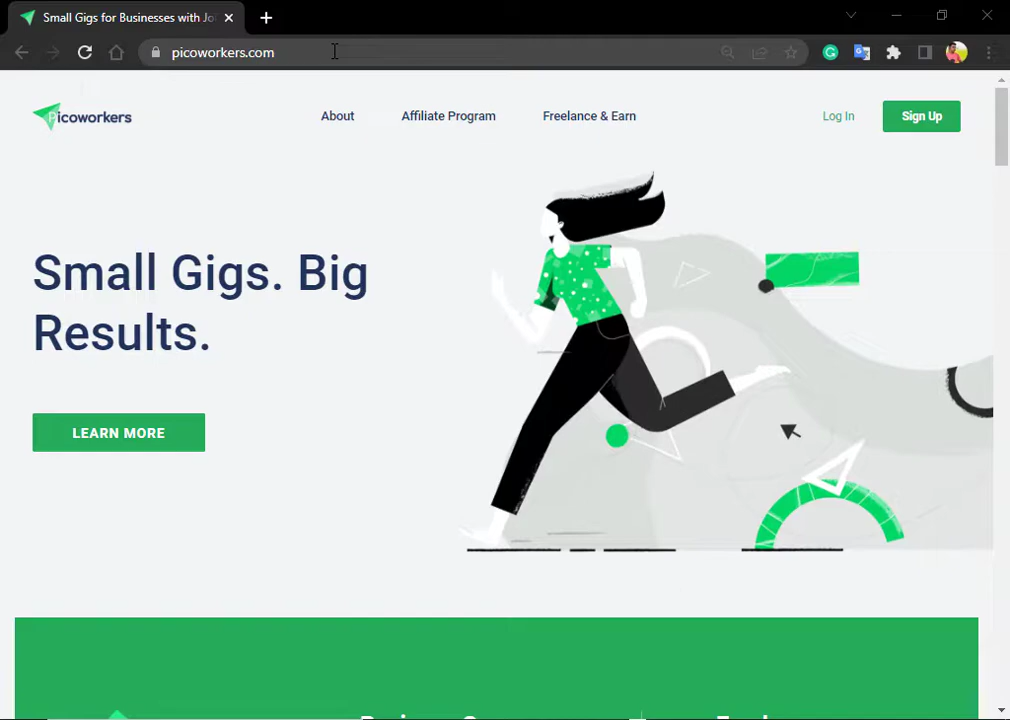 Small Gigs for Businesses with Jo
picoworkers.com
Picoworkers
About
Affiliate Program
Freelance & Earn
Log In
Sign Up
Small Gigs. Big
Results.
LEARN MORE